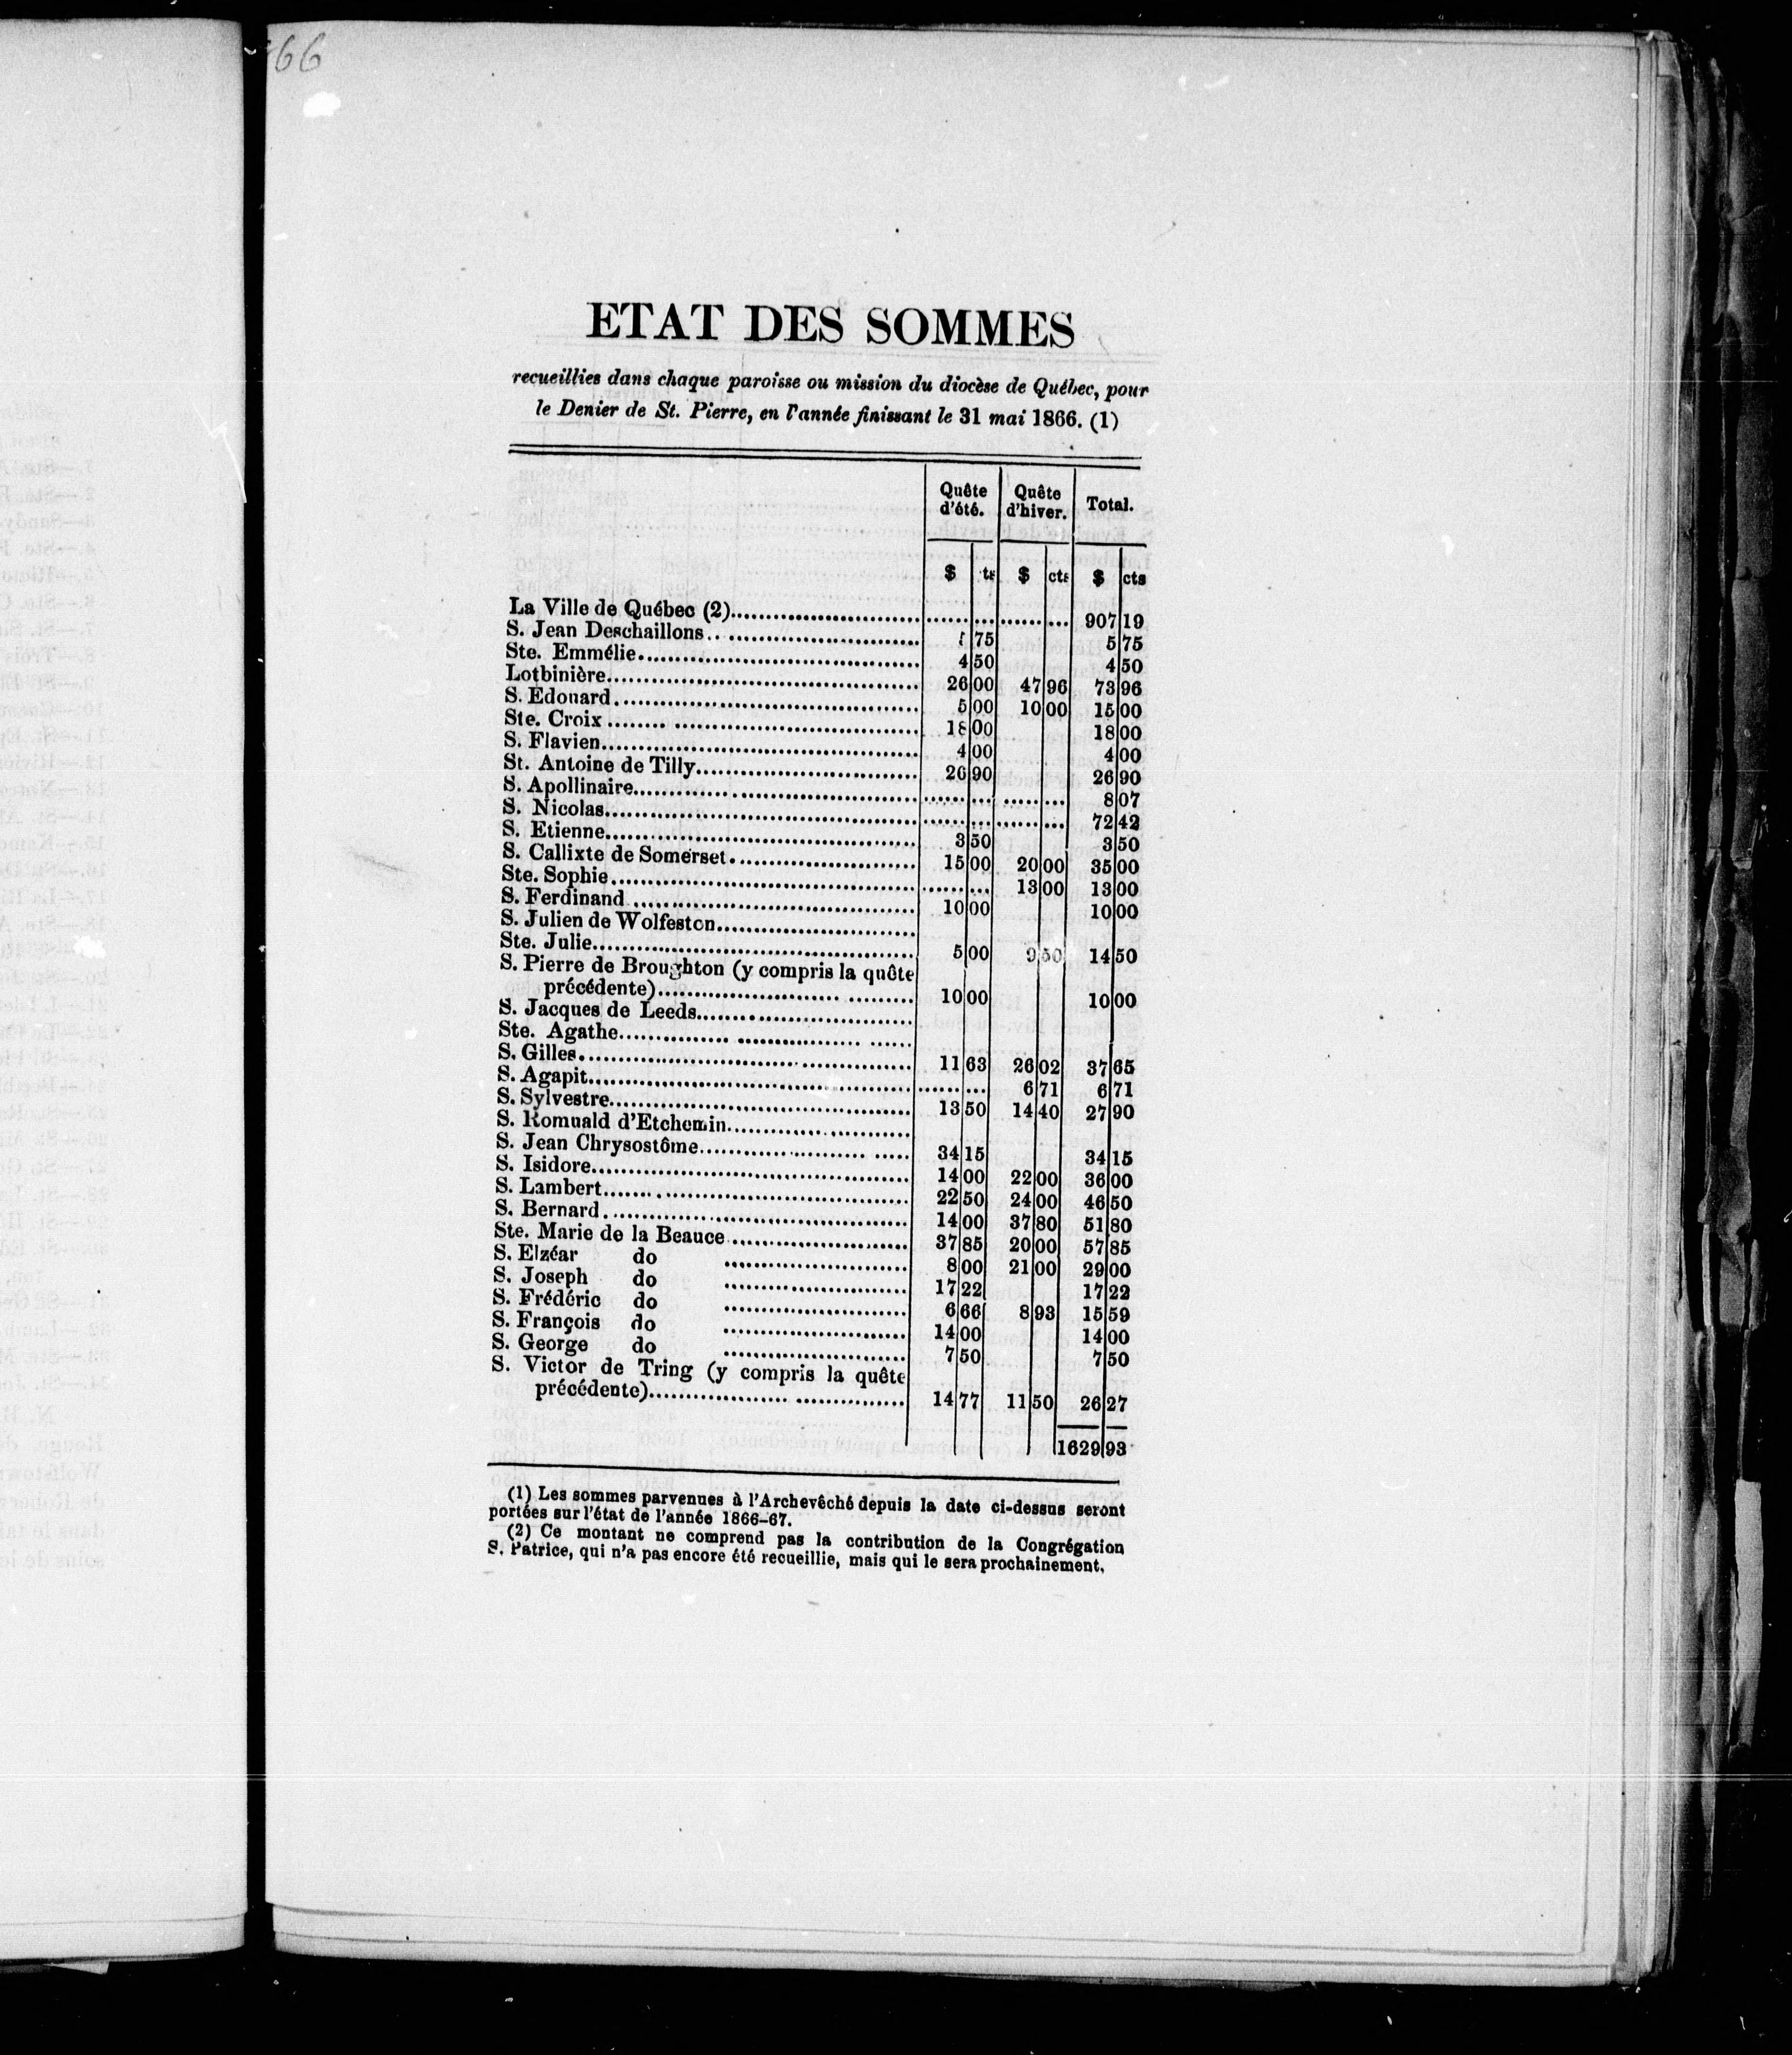 66
ETAT DES SOMMES
recueillies dans chaque paroisse ou mission du diocèse de Québec, pour
le Denier de St. Pierre, en l'année finissant le 31 mai 1866. (1)
Quête d'été. Quête d'hiver. Total.
$ ts $ cts $ cts
La Ville de Québec (2) ........ ... ....... ... 907 19
S. Jean Deschaillons ........ 75 5 75
Ste. Emmélie ........ 4 50 4 50
Lotbinière ........ 26 00 47 96 73 96
S. Edouard ........ 5 00 10 00 15 00
Ste. Croix ........ 18 00 18 00
S. Flavien ........ 4 00 4 00
St. Antoine de Tilly ........ 26 90 26 90
S. Apollinaire ........ ... ....... ... 8 07
S. Nicolas ........ ... ....... ... 72 42
S. Etienne ........ 3 50 3 50
S. Callixte de Somerset ........ 15 00 20 00 35 00
Ste. Sophie ........ ... 13 00 13 00
S. Ferdinand ........ 10 00 10 00
S. Julien de Wolfeston ........
Ste. Julie ........ 5 00 9 50 14 50
S. Pierre de Broughton (y compris la quête
précédente) ........ 10 00 10 00
S. Jacques de Leeds ........
Ste. Agathe ........
S. Gilles ........ 11 63 26 02 37 65
S. Agapit ........ ... 6 71 6 71
S. Sylvestre ........ 13 50 14 40 27 90
S. Romuald d'Etchemin ........
S. Jean Chrysostôme ........ 34 15 34 15
S. Isidore ........ 14 00 22 00 36 00
S. Lambert ........ 22 50 24 00 46 50
S. Bernard ........ 14 00 37 80 51 80
Ste. Marie de la Beauce ........ 37 85 20 00 57 85
S. Elzéar do ........ 8 00 21 00 29 00
S. Joseph do ........ 17 22 17 22
S. Frédéric do ........ 6 66 8 93 15 59
S. François do ........ 14 00 14 00
S. George do ........ 7 50 7 50
S. Victor de Tring (y compris la quête
précédente) ........ 14 77 11 50 26 27
1629 93
(1) Les sommes parvenues à l'Archevêché depuis la date ci-dessus seront
portées sur l'état de l'année 1866-67.
(2) Ce montant ne comprend pas la contribution de la Congrégation
S. Patrice, qui n'a pas encore été recueillie, mais qui le sera prochainement.